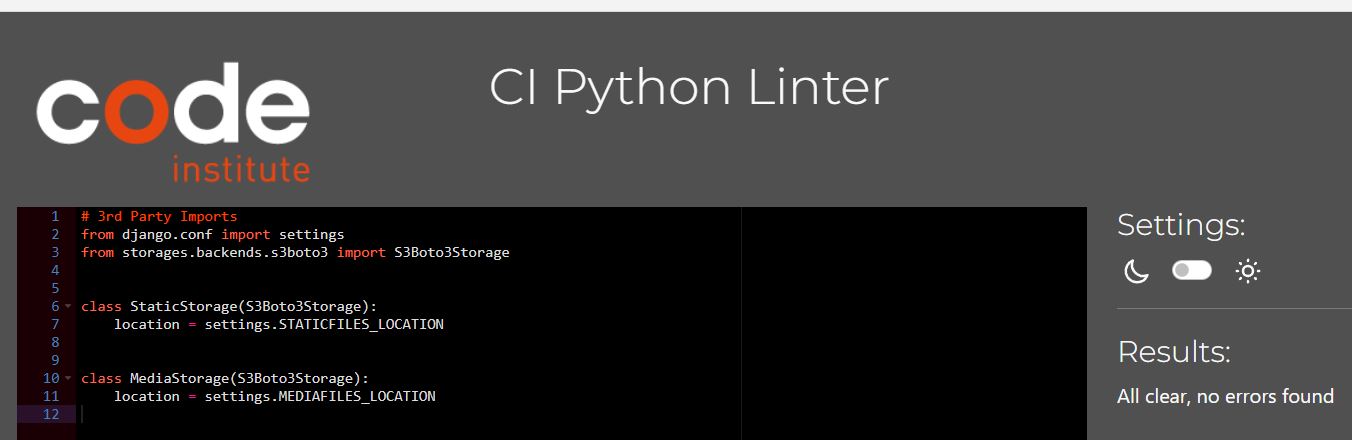 code
institute
CI Python Linter
1 # 3rd Party Imports
2 from django.conf import settings
3 from storages.backends.s3boto3 import S3Boto3Storage
4
5
6 class StaticStorage(S3Boto3Storage):
7     location = settings.STATICFILES_LOCATION
8
9
10 class MediaStorage(S3Boto3Storage):
11     location = settings.MEDIAFILES_LOCATION
12
Settings:
Results:
All clear, no errors found